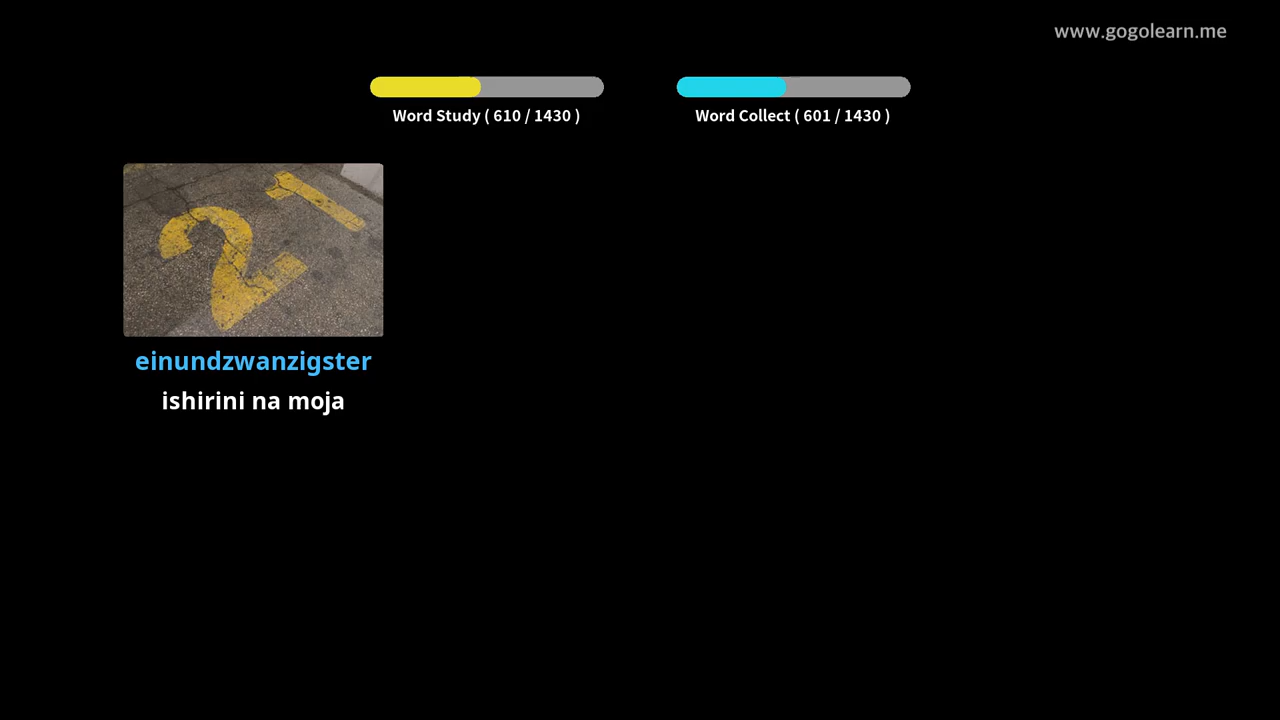 www.gogolearn.me
Word Study ( 610 / 1430 )
Word Collect ( 601 / 1430 )
21
einundzwanzigster
ishirini na moja